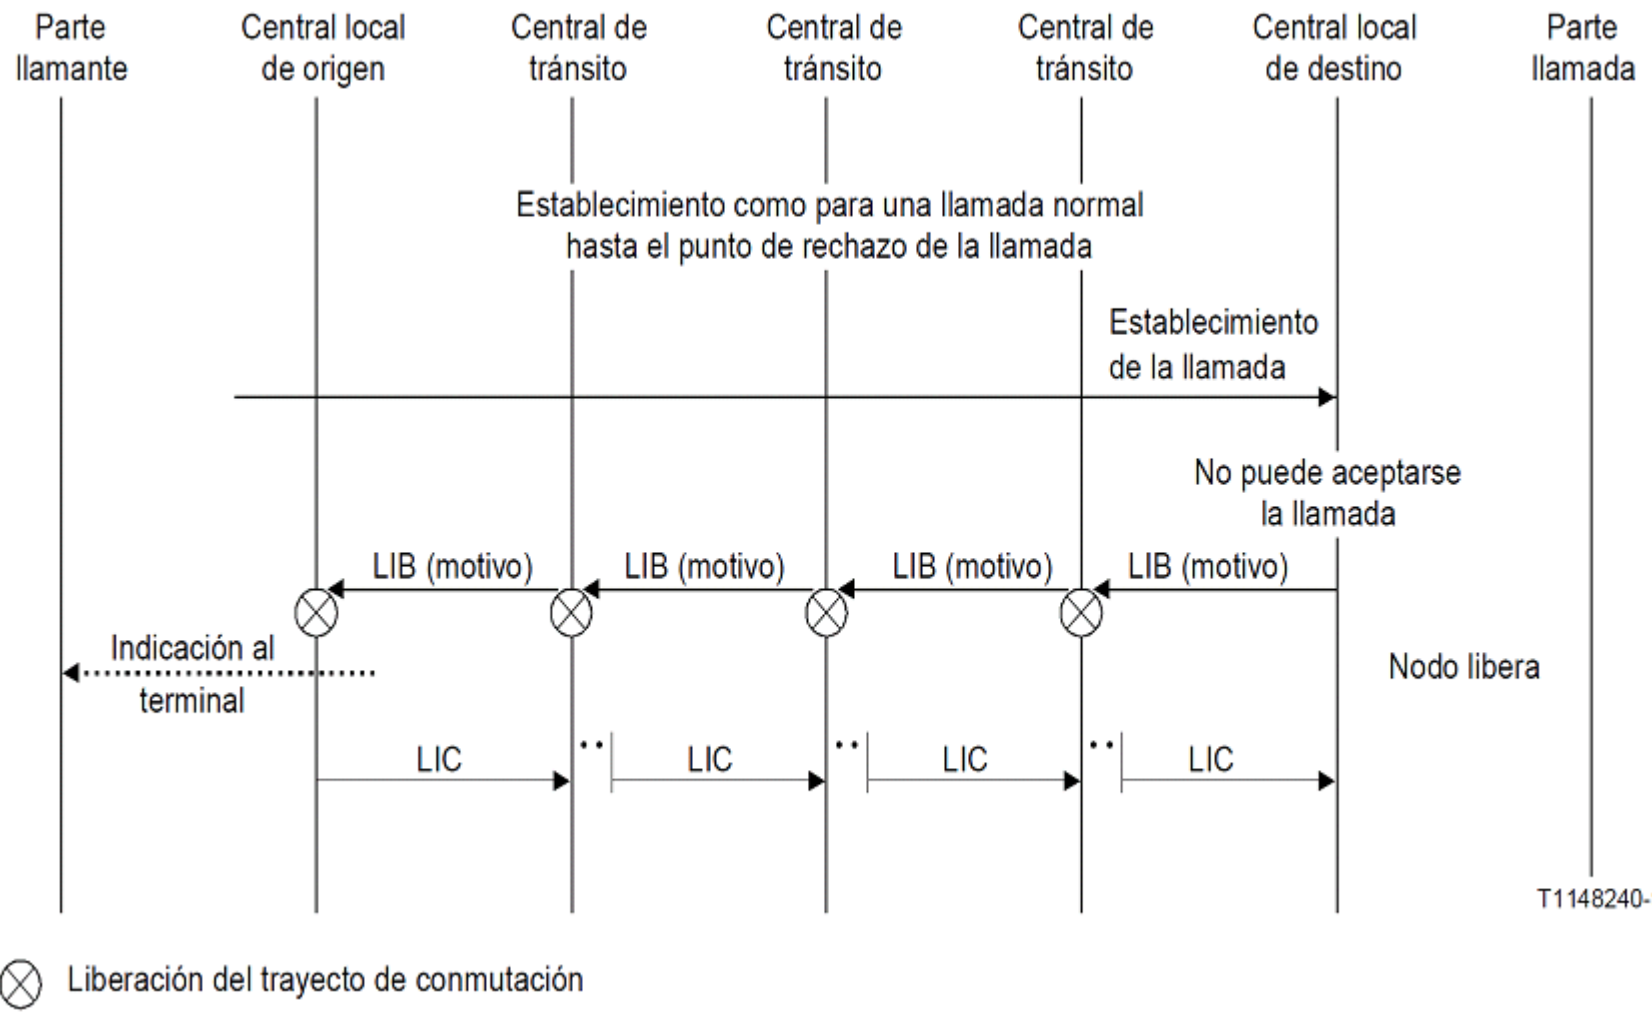 Parte
llamante
Central local
de origen
Central de
tránsito
Central de
tránsito
Central de
tránsito
Central local
de destino
Parte
llamada
Establecimiento como para una llamada normal
hasta el punto de rechazo de la llamada
Establecimiento
de la llamada
No puede aceptarse
la llamada
LIB (motivo)
LIB (motivo)
LIB (motivo)
LIB (motivo)
Indicación al
terminal
Nodo libera
LIC
LIC
LIC
LIC
T1148240-
Liberación del trayecto de conmutación